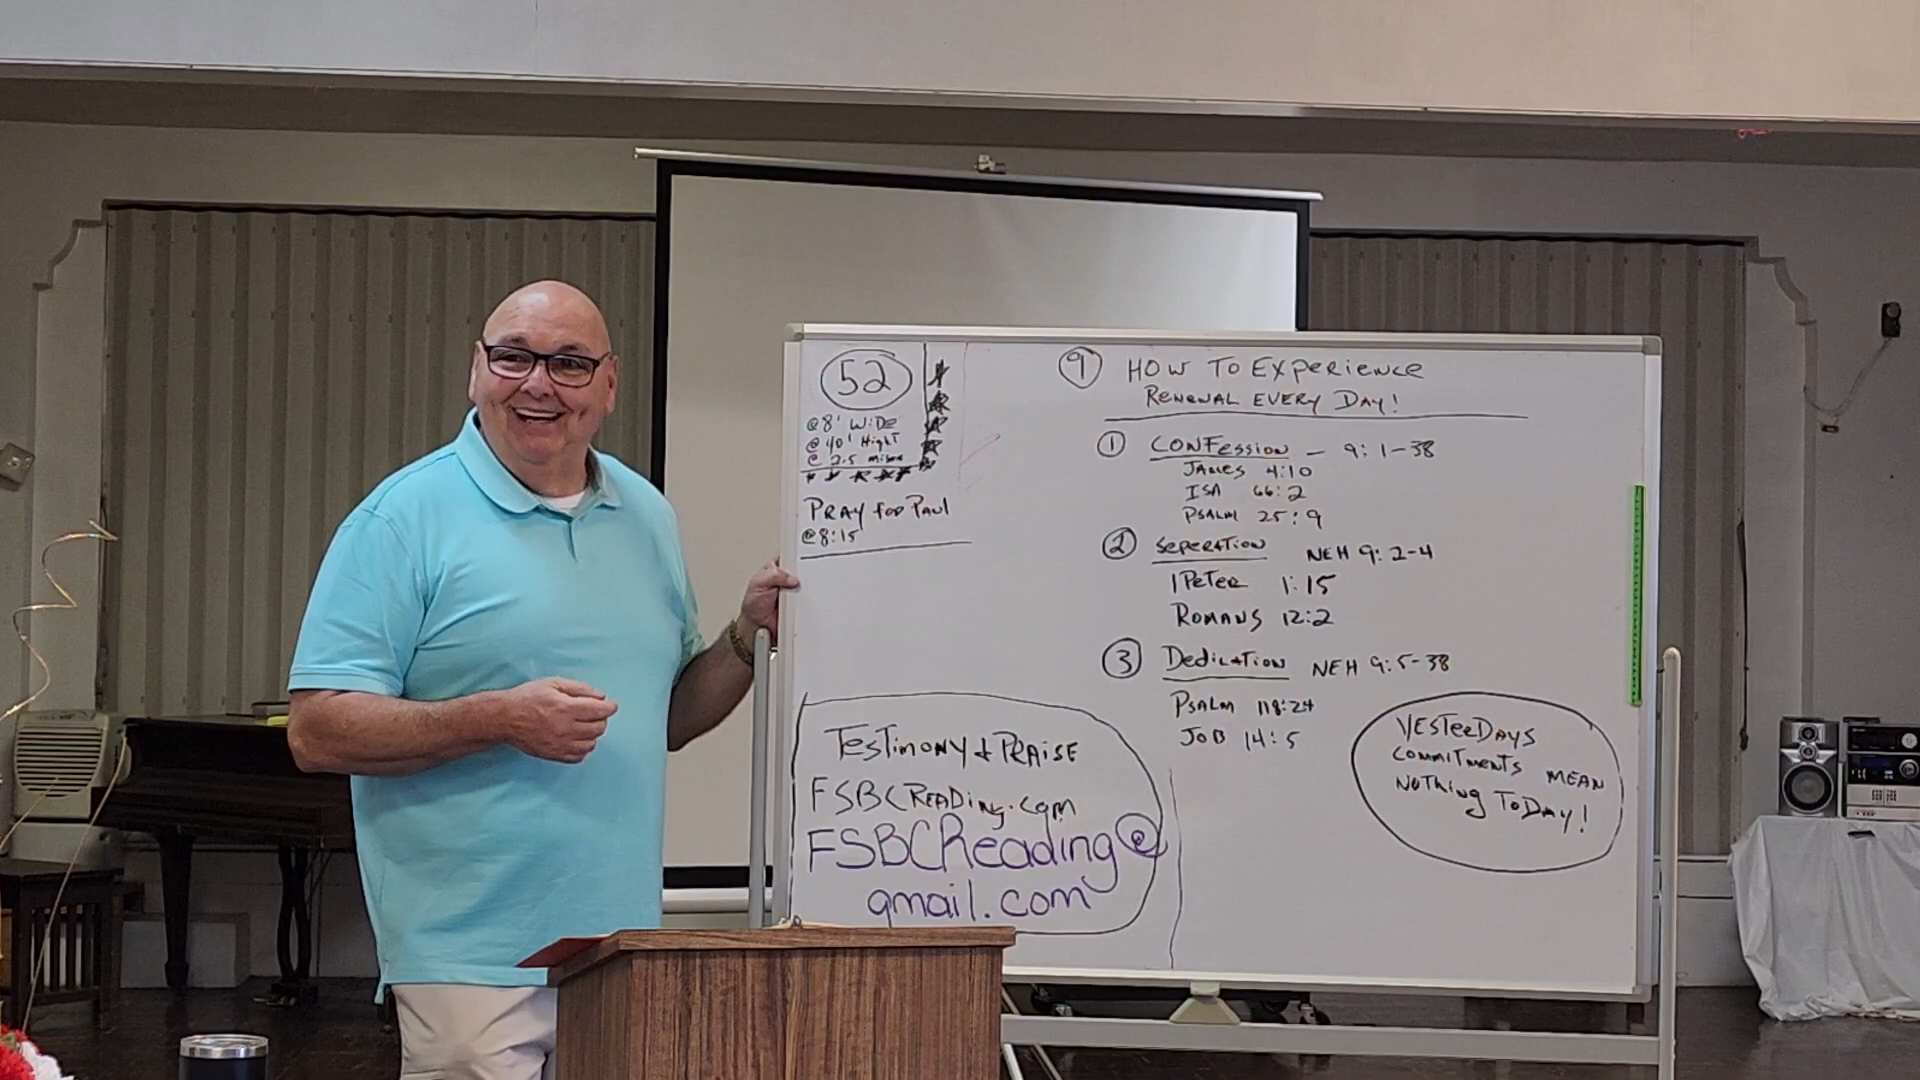 52
@ 8' WiDe
@ 40' HighT
@ 2.5 miles
PRAY for Paul
@ 8:15
TesTimony & PRAiSE
FSBCREADing.com
FSBCReading@
gmail.com
9 HOW TO EXPERIENCE
RENEWAL EVERY DAY!
1 CONFession – 9:1-38
JAMES 4:10
ISA 66:2
PSALM 25:9
2 SeperATion NEH 9:2-4
1 PeTeR 1:15
ROMANS 12:2
3 DedicATion NEH 9:5-38
PSALM 118:24
JOB 14:5
YESTeRDAYS
COMMITMENTS MEAN
NOTHing ToDAY!